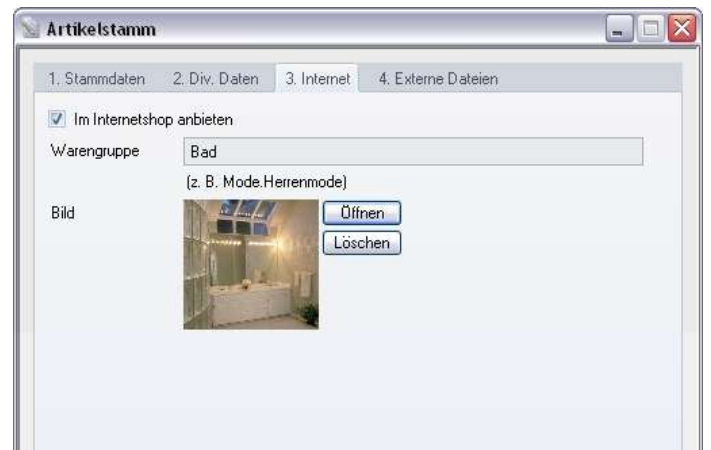 Artikelstamm
1. Stammdaten 2. Div. Daten 3. Internet 4. Externe Dateien
Im Internetshop anbieten
Warengruppe Bad
(z. B. Mode.Herrenmode)
Bild Öffnen
Löschen